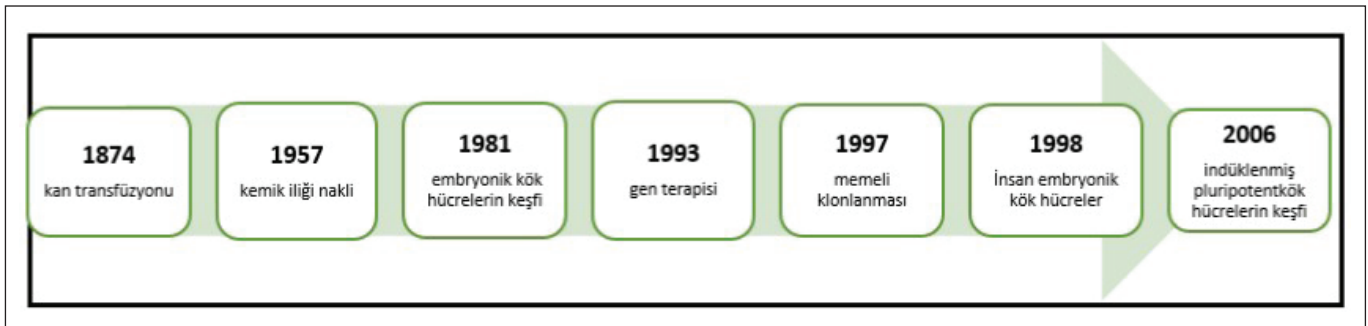 1874
kan transfüzyonu
1957
kemik iliği nakli
1981
embryonik kök
hücrelerin keşfi
1993
gen terapisi
1997
memeli
klonlanması
1998
İnsan embryonik
kök hücreler
2006
indüklenmiş
pluripotentkök
hücrelerin keşfi